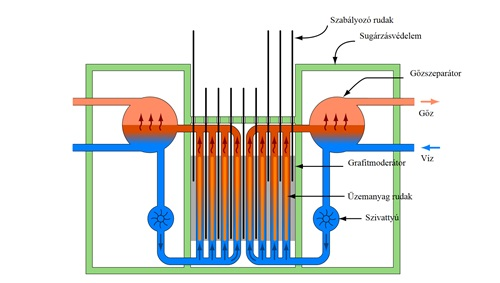 Szabályozó rudak
Sugárzásvédelem
Gőzszeparátor
Gőz
Víz
Grafitmoderátor
Üzemanyag rudak
Szivattyú